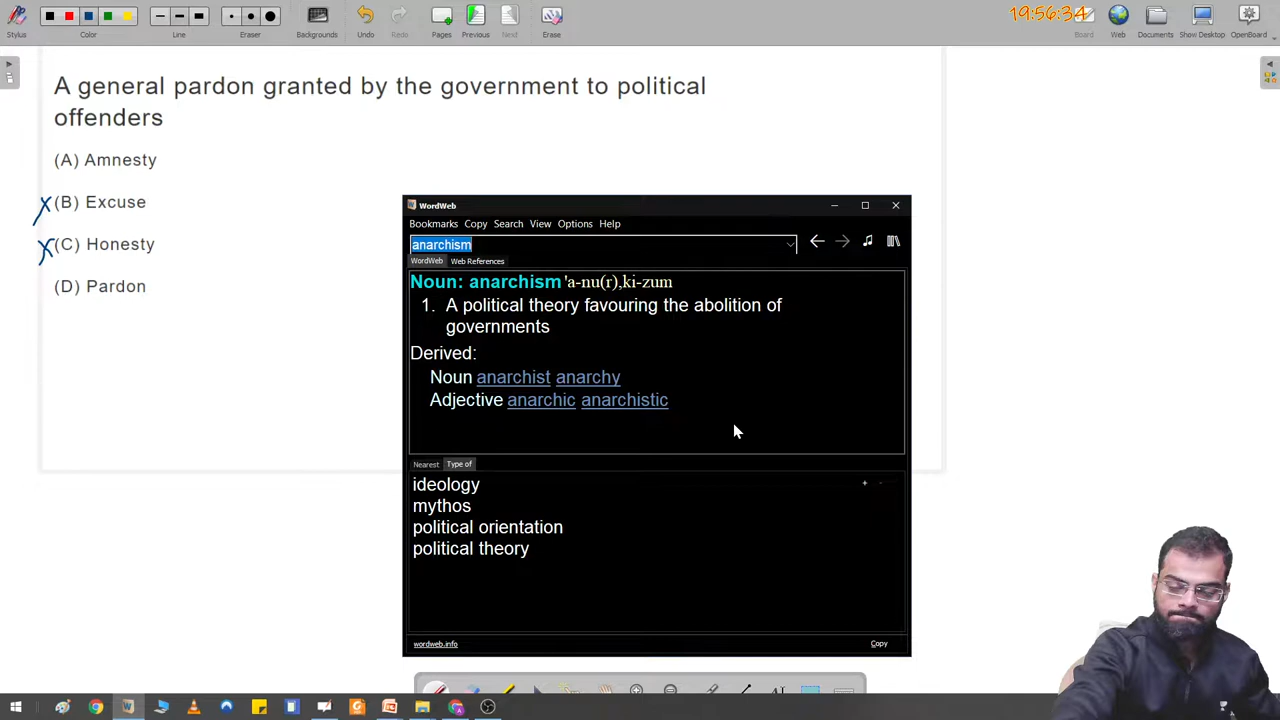 19:56:34
Stylus
Color
Line
Eraser
Backgrounds
Undo
Redo
Pages
Previous
Next
Erase
Board
Web
Documents
Show Desktop
OpenBoard
A general pardon granted by the government to political
offenders
(A) Amnesty
(B) Excuse
(C) Honesty
(D) Pardon
WordWeb
Bookmarks Copy Search View Options Help
anarchism
WordWeb Web References
Noun: anarchism 'a-nu(r),ki-zum
1. A political theory favouring the abolition of
governments
Derived:
Noun anarchist anarchy
Adjective anarchic anarchistic
Nearest Type of
ideology
mythos
political orientation
political theory
wordweb.info
Copy